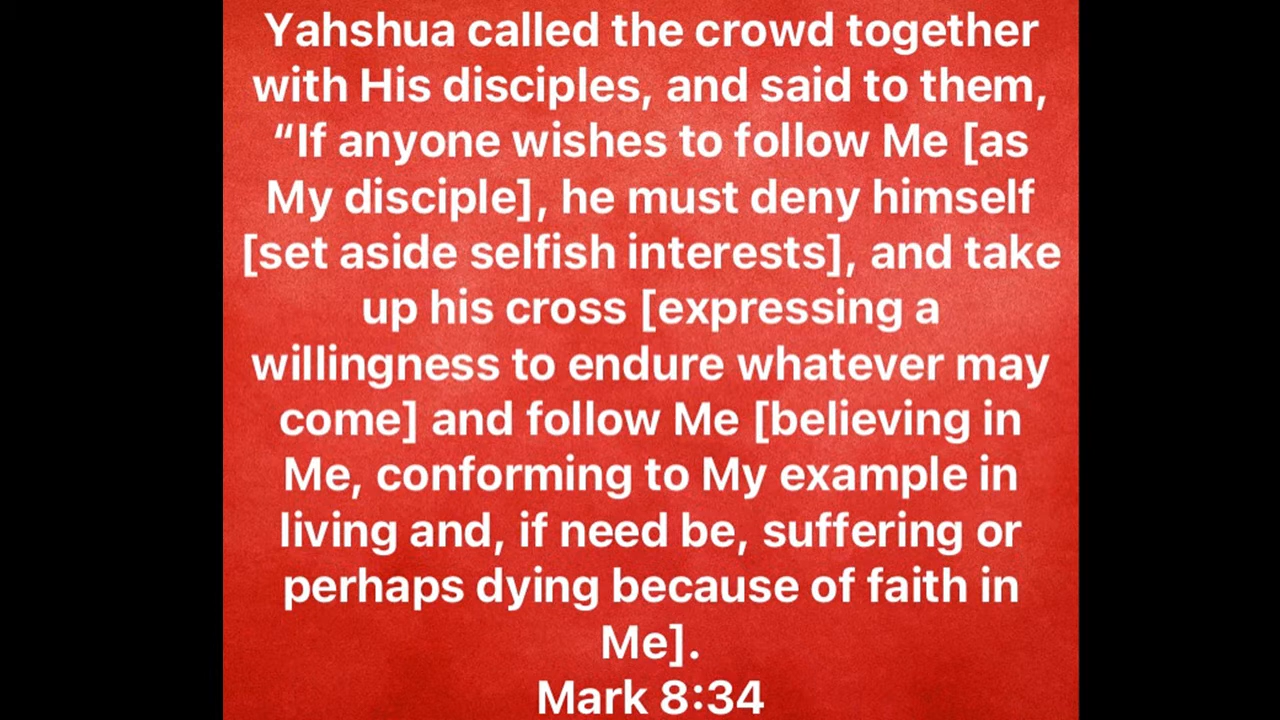 Yahshua called the crowd together
with His disciples, and said to them,
“If anyone wishes to follow Me [as
My disciple], he must deny himself
[set aside selfish interests], and take
up his cross [expressing a
willingness to endure whatever may
come] and follow Me [believing in
Me, conforming to My example in
living and, if need be, suffering or
perhaps dying because of faith in
Me].
Mark 8:34